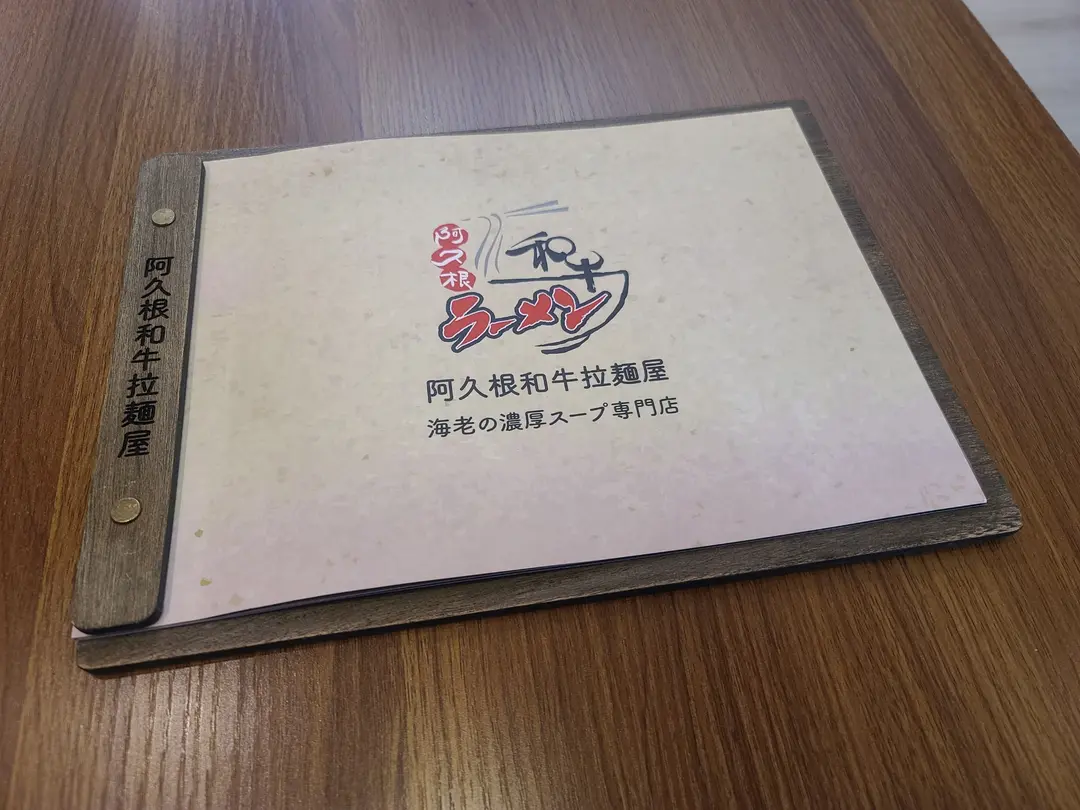 阿久根和牛拉麺屋
阿久根
和牛
ラーメン
阿久根和牛拉麺屋
海老の濃厚スープ専門店